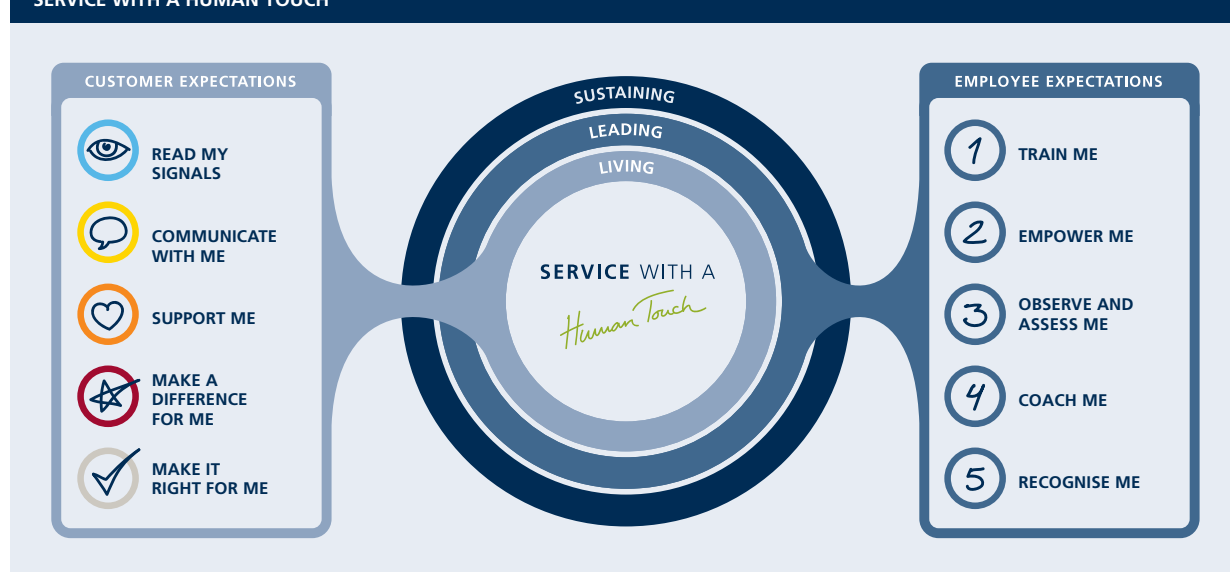 SERVICE WITH A HUMAN TOUCH
CUSTOMER EXPECTATIONS
READ MY
SIGNALS
COMMUNICATE
WITH ME
SUPPORT ME
MAKE A
DIFFERENCE
FOR ME
MAKE IT
RIGHT FOR ME
SUSTAINING
LEADING
LIVING
SERVICE WITH A
Human Touch
EMPLOYEE EXPECTATIONS
1 TRAIN ME
2 EMPOWER ME
3 OBSERVE AND
ASSESS ME
4 COACH ME
5 RECOGNISE ME